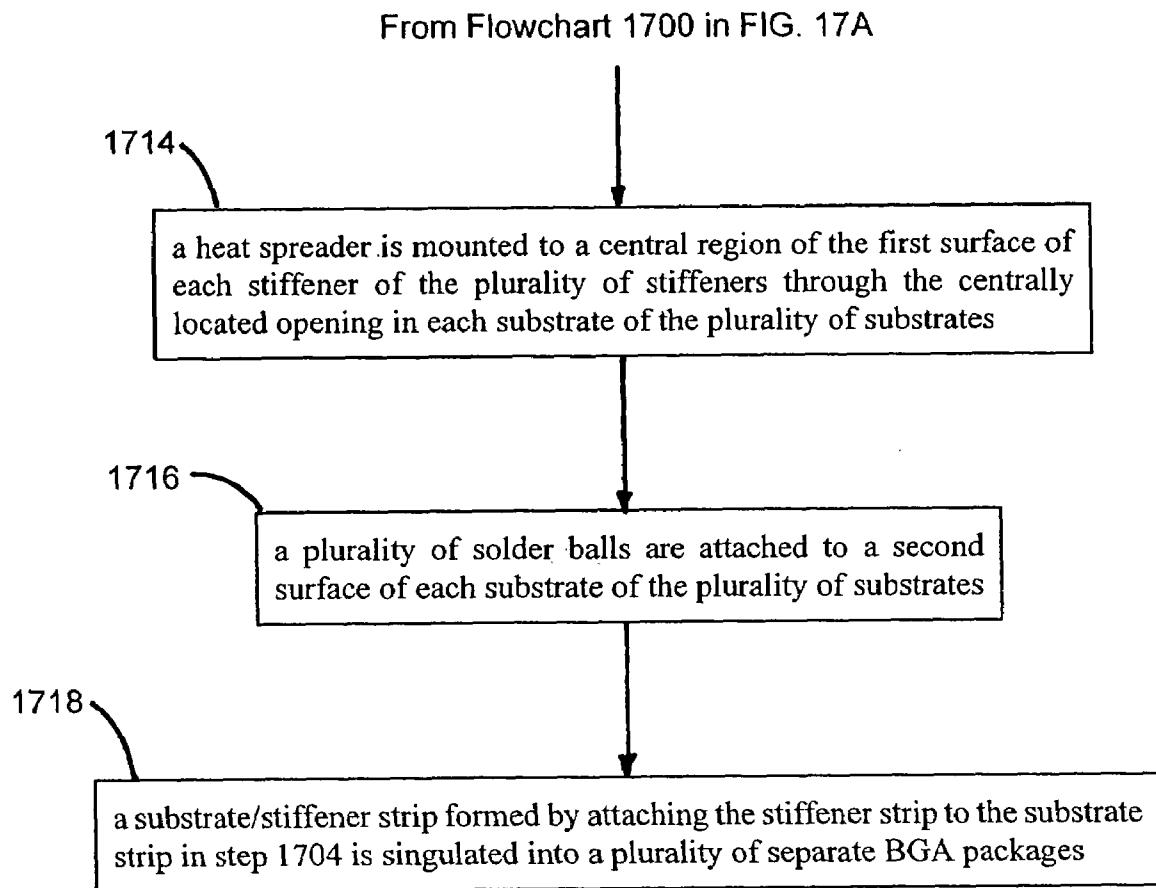 From Flowchart 1700 in FIG. 17A
1714
a heat spreader is mounted to a central region of the first surface of
each stiffener of the plurality of stiffeners through the centrally
located opening in each substrate of the plurality of substrates
1716
a plurality of solder balls are attached to a second
surface of each substrate of the plurality of substrates
1718
a substrate/stiffener strip formed by attaching the stiffener strip to the substrate
strip in step 1704 is singulated into a plurality of separate BGA packages